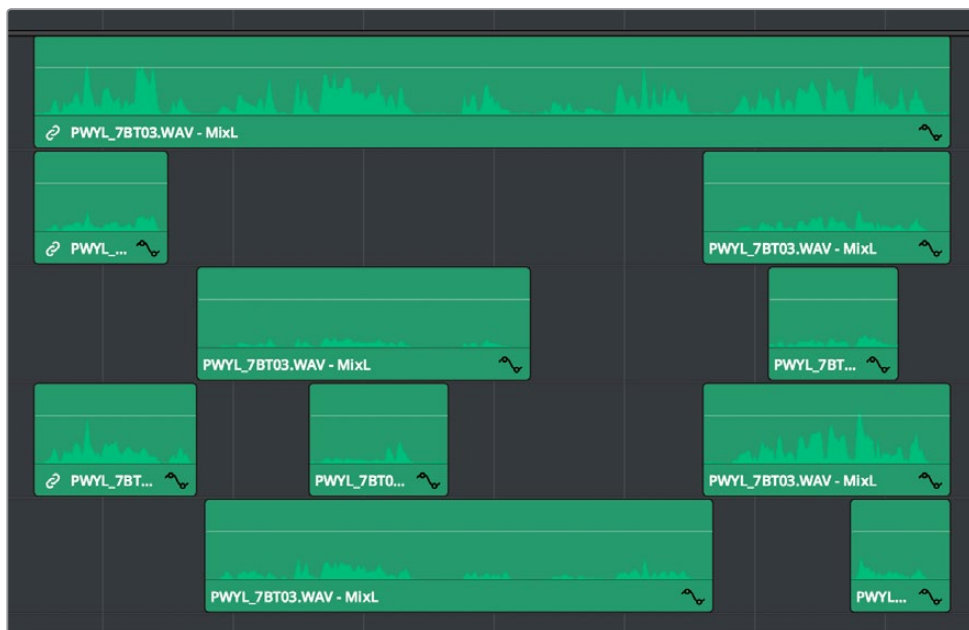 PWYL_7BT03.WAV - MixL
PWYL_...
PWYL_7BT03.WAV - MixL
PWYL_7BT03.WAV - MixL
PWYL_7BT...
PWYL_7BT...
PWYL_7BT0...
PWYL_7BT03.WAV - MixL
PWYL_7BT03.WAV - MixL
PWYL...